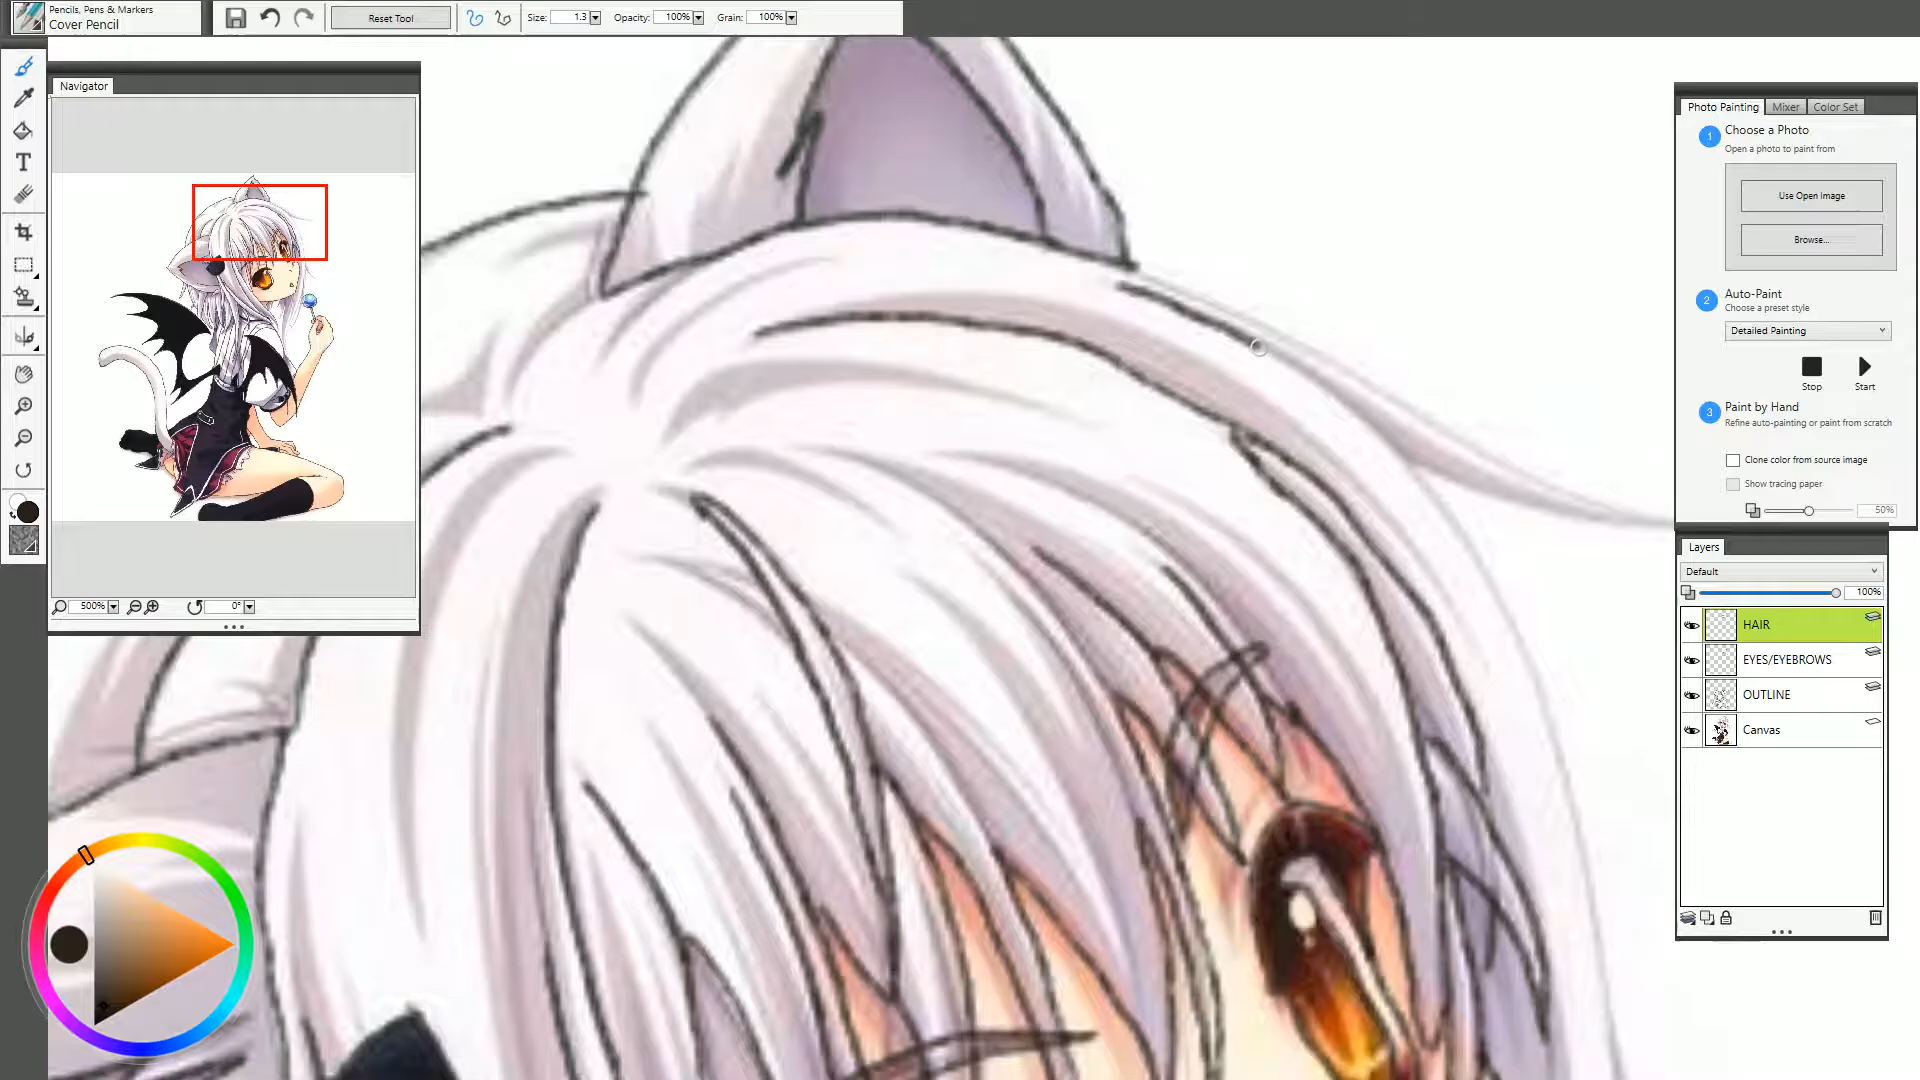 Pencils, Pens & Markers
Cover Pencil
Reset Tool
Size: 1.3
Opacity: 100%
Grain: 100%
Navigator
500%
0°
Photo Painting
Mixer
Color Set
1
Choose a Photo
Open a photo to paint from
Use Open Image
Browse...
2
Auto-Paint
Choose a preset style
Detailed Painting
Stop
Start
3
Paint by Hand
Refine auto-painting or paint from scratch
Clone color from source image
Show tracing paper
50%
Layers
Default
100%
HAIR
EYES/EYEBROWS
OUTLINE
Canvas